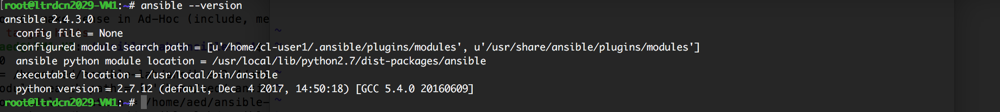 [root@ltrdcn2029-VM1:~# ansible --version
ansible 2.4.3.0
config file = None
configured module search path = [u'/home/cl-user1/.ansible/plugins/modules', u'/usr/share/ansible/plugins/modules']
ansible python module location = /usr/local/lib/python2.7/dist-packages/ansible
executable location = /usr/local/bin/ansible
python version = 2.7.12 (default, Dec  4 2017, 14:50:18) [GCC 5.4.0 20160609]
root@ltrdcn2029-VM1:~# /home/aed/ansible-